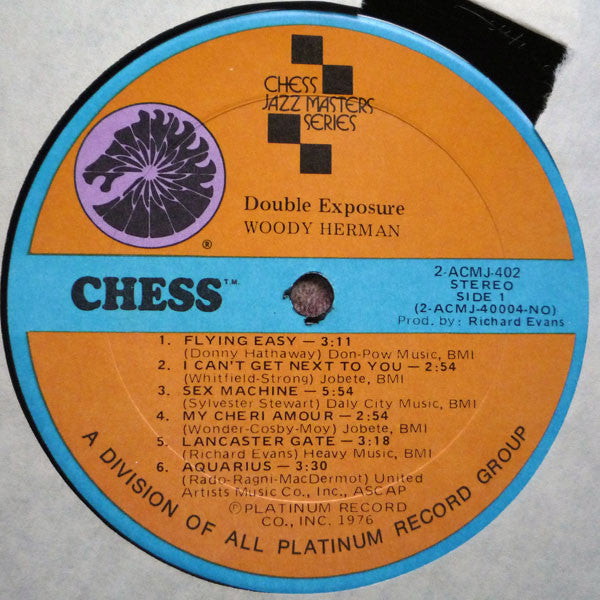 CHESS
JAZZ MASTERS
SERIES
Double Exposure
WOODY HERMAN
®
CHESS T.M.
2-ACMJ-402
STEREO
SIDE 1
(2-ACMJ-40004-NO)
Prod. by: Richard Evans
1. FLYING EASY — 3:11
(Donny Hathaway) Don-Pow Music, BMI
2. I CAN'T GET NEXT TO YOU — 2:54
(Whitfield-Strong) Jobete, BMI
3. SEX MACHINE — 5:54
(Sylvester Stewart) Daly City Music, BMI
4. MY CHERI AMOUR — 2:54
(Wonder-Cosby-Moy) Jobete, BMI
5. LANCASTER GATE — 3:18
(Richard Evans) Heavy Music, BMI
6. AQUARIUS — 3:30
(Rado-Ragni-MacDermot) United
Artists Music Co., Inc., ASCAP
Ⓟ PLATINUM RECORD
CO., INC. 1976
A DIVISION OF ALL PLATINUM RECORD GROUP